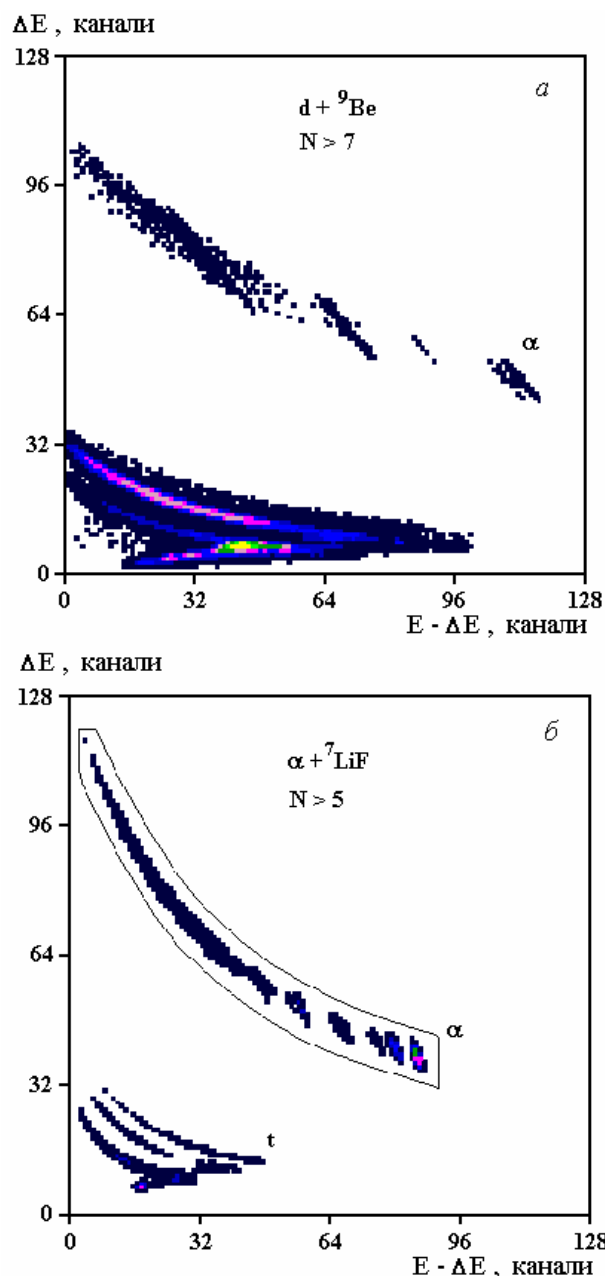 ΔE , канали
128
a
d + ⁹Be
N > 7
96
64
α
32
0
0 32 64 96 128
E - ΔE , канали
ΔE , канали
128
б
α + ⁷LiF
N > 5
96
64
α
32
t
0
0 32 64 96 128
E - ΔE , канали